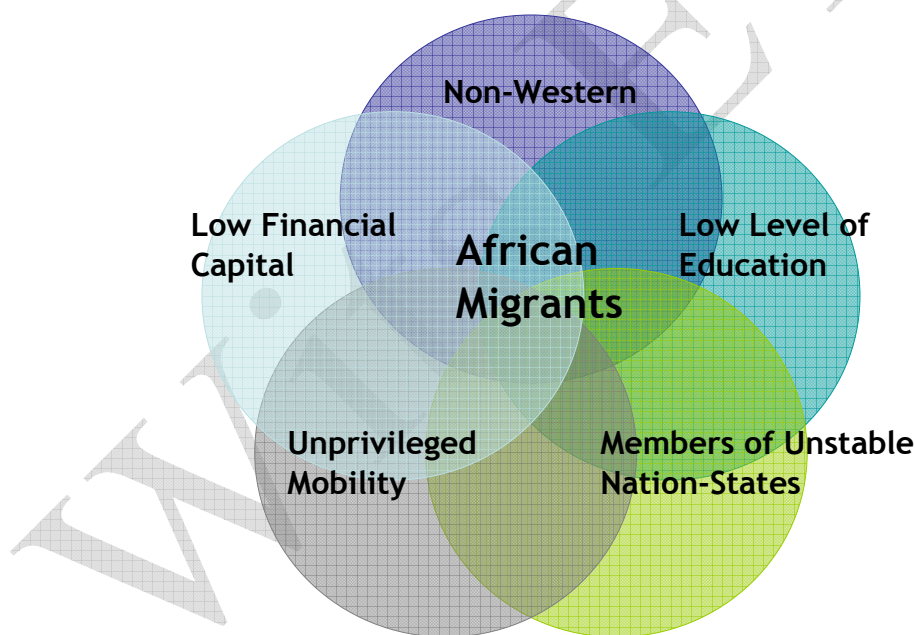 Non-Western
Low Financial
Capital
Low Level of
Education
African
Migrants
Unprivileged
Mobility
Members of Unstable
Nation-States